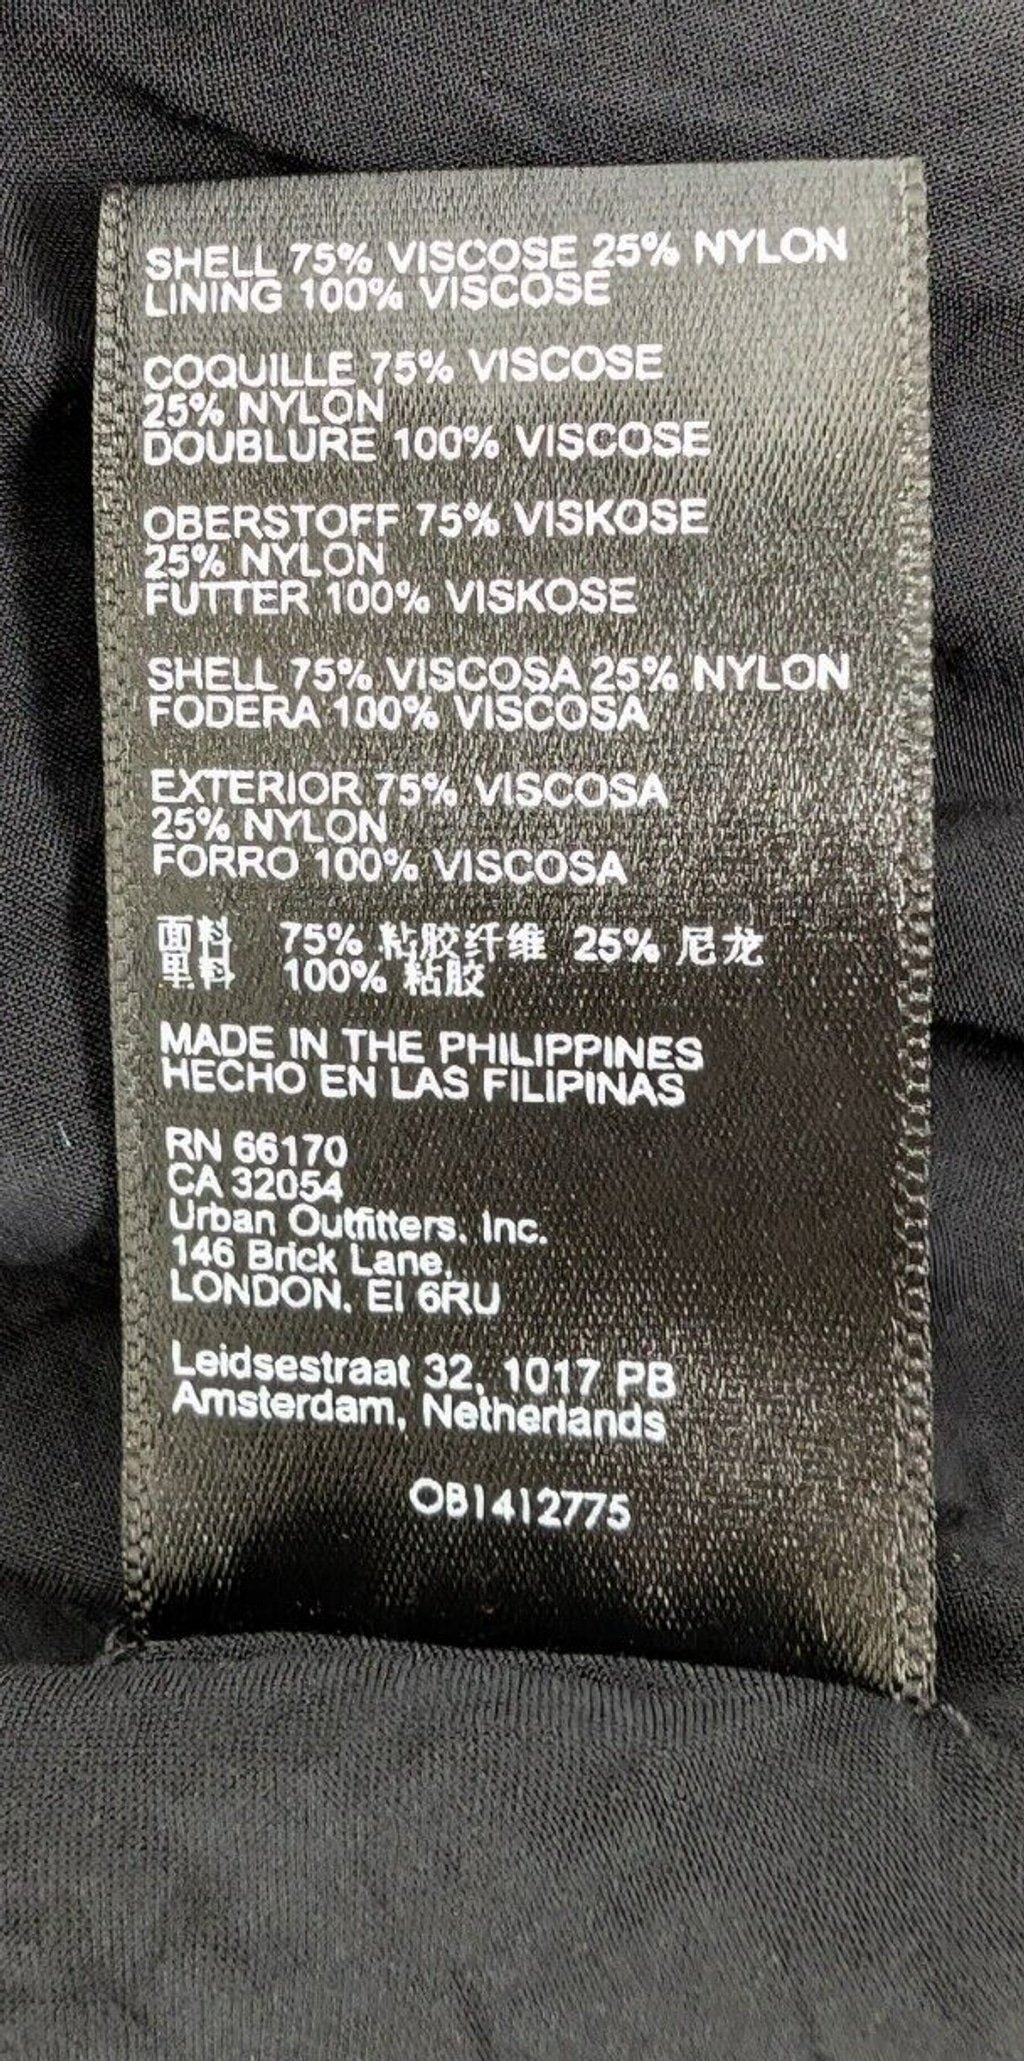 SHELL 75% VISCOSE 25% NYLON
LINING 100% VISCOSE
COQUILLE 75% VISCOSE
25% NYLON
DOUBLURE 100% VISCOSE
OBERSTOFF 75% VISKOSE
25% NYLON
FUTTER 100% VISKOSE
SHELL 75% VISCOSA 25% NYLON
FODERA 100% VISCOSA
EXTERIOR 75% VISCOSA
25% NYLON
FORRO 100% VISCOSA
面料 75% 粘胶纤维 25% 尼龙
里料 100% 粘胶
MADE IN THE PHILIPPINES
HECHO EN LAS FILIPINAS
RN 66170
CA 32054
Urban Outfitters, Inc.
146 Brick Lane,
LONDON, EI 6RU
Leidsestraat 32, 1017 PB
Amsterdam, Netherlands
OB1412775